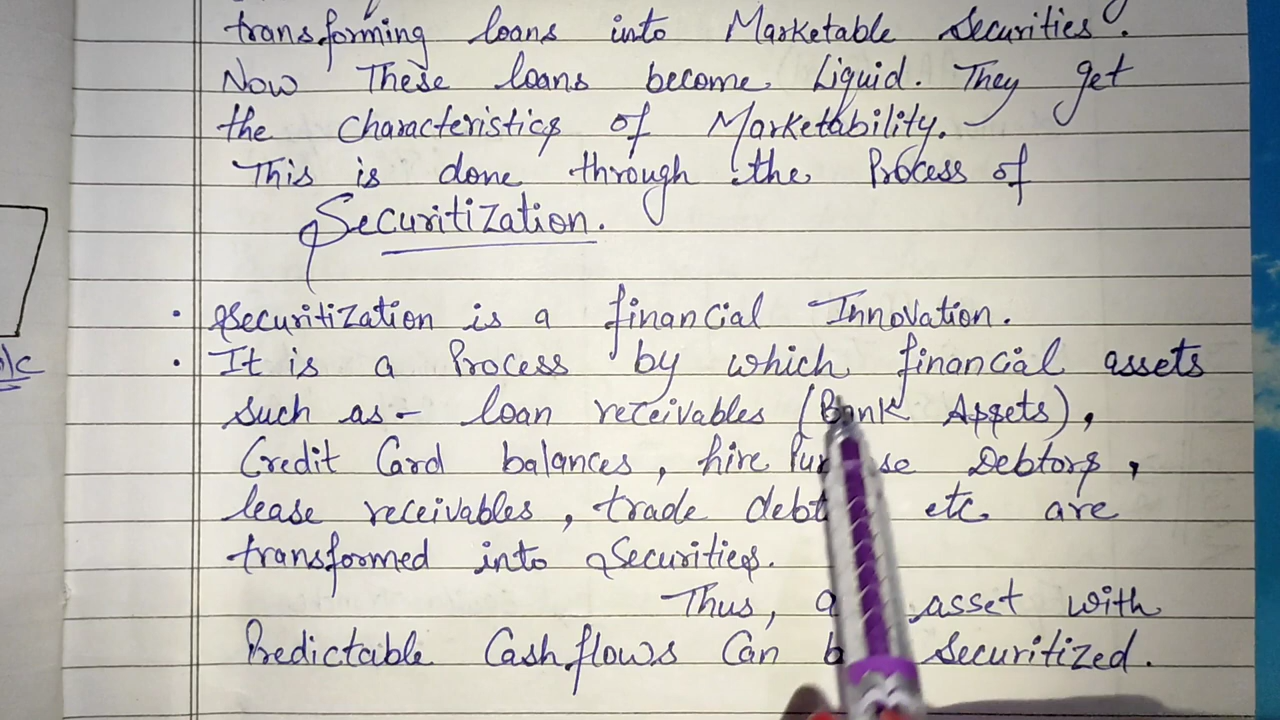 transforming loans into Marketable Securities.
Now These loans become Liquid. They get
the characteristics of Marketability.
This is done through the Process of
Securitization.
• Securitization is a financial Innovation.
• It is a Process by which financial assets
such as - loan receivables (Bank Assets),
Credit Card balances, hire Debtors,
lease receivables, trade etc are
transformed into Securities.
Thus, asset with
Predictable Cash flows Can securitized.